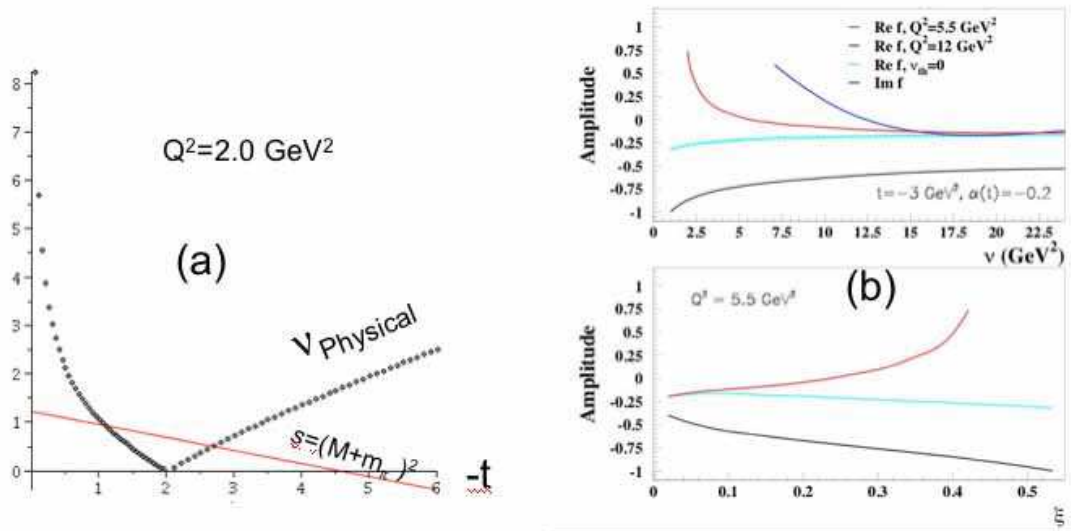 Q²=2.0 GeV²
(a)
νPhysical
s=(M+mπ)²
8
7
6
5
4
3
2
1
0
1
2
3
4
5
6
-t
Re f, Q²=5.5 GeV²
Re f, Q²=12 GeV²
Re f, νth=0
Im f
Amplitude
1
0.75
0.5
0.25
0
-0.25
-0.5
-0.75
-1
t=-3 GeV², α(t)=-0.2
0 2.5 5 7.5 10 12.5 15 17.5 20 22.5
ν (GeV²)
(b)
Q² = 5.5 GeV²
Amplitude
1
0.75
0.5
0.25
0
-0.25
-0.5
-0.75
-1
0 0.1 0.2 0.3 0.4 0.5
ξ